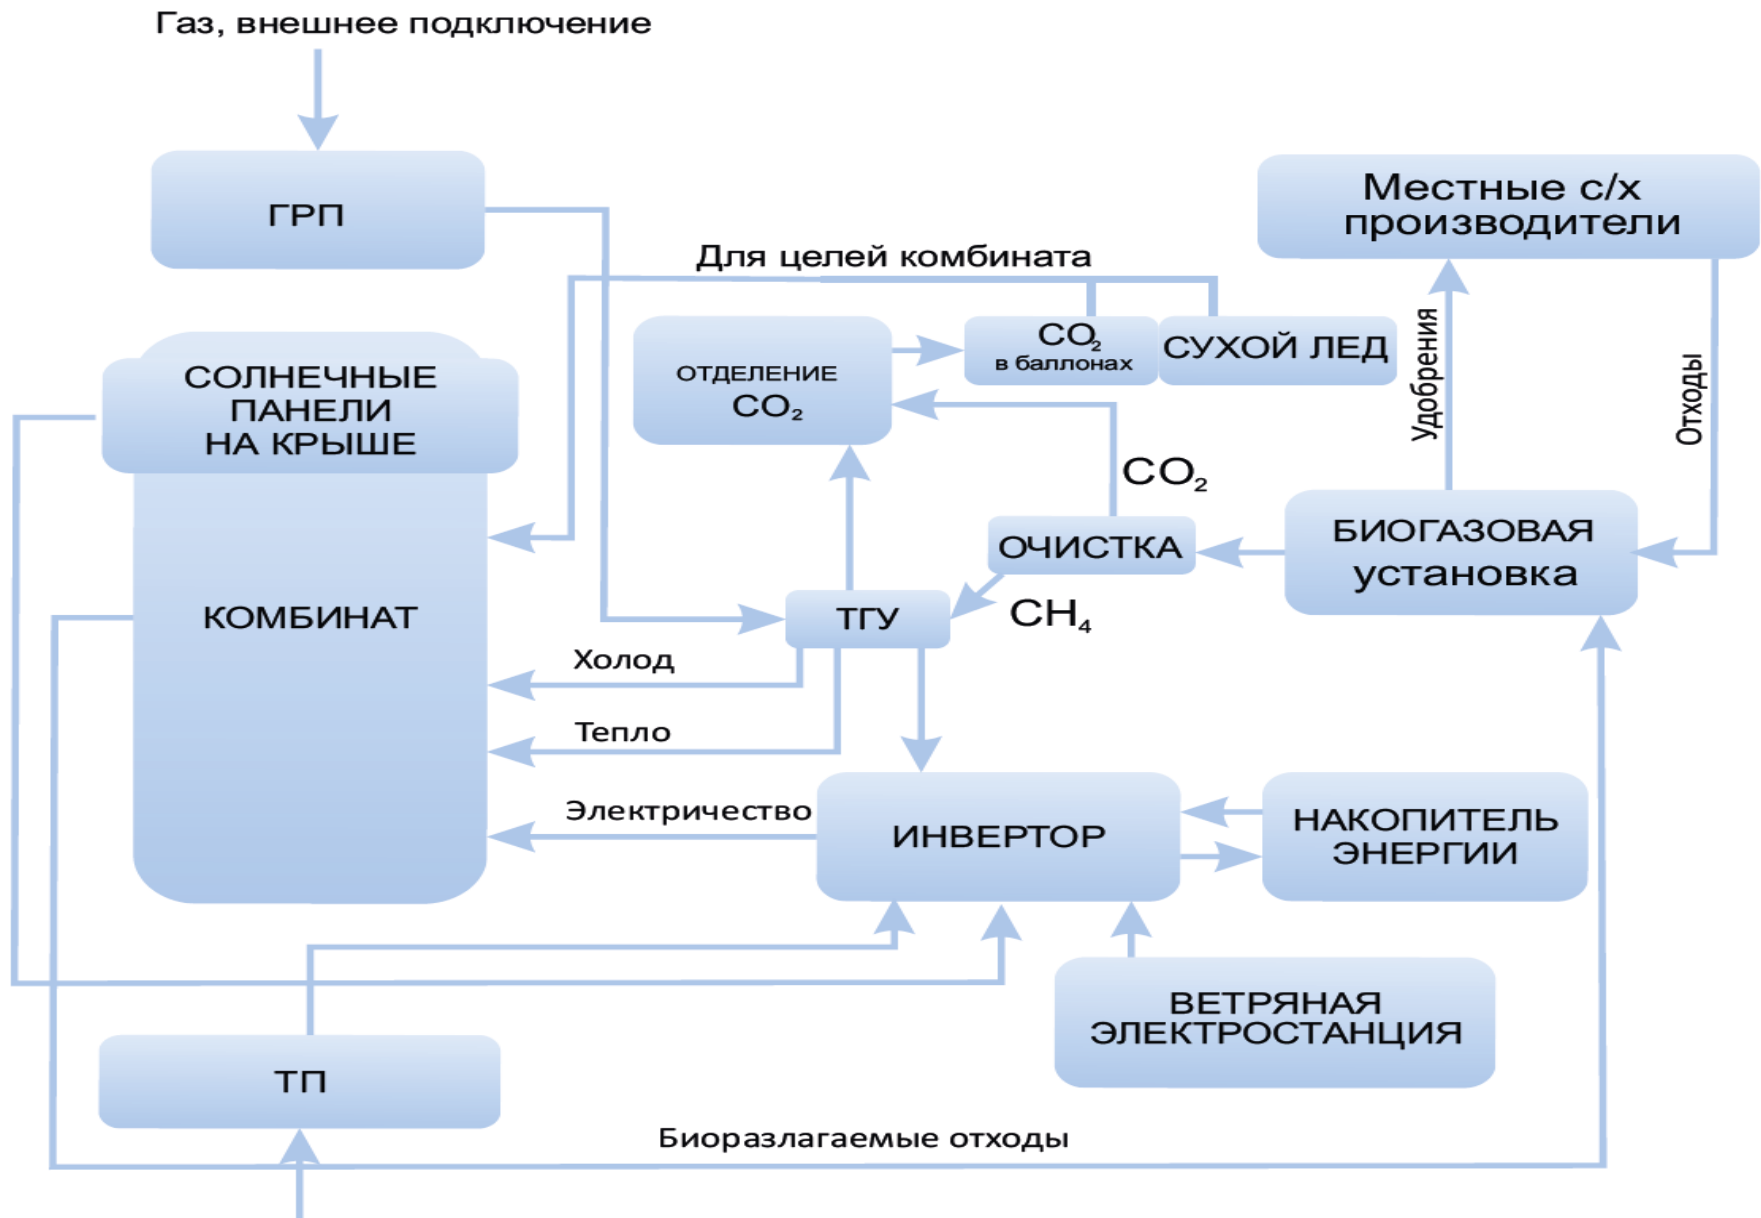 Газ, внешнее подключение
ГРП
Местные с/х
производители
Для целей комбината
CO₂
в баллонах
СУХОЙ ЛЕД
ОТДЕЛЕНИЕ
CO₂
СОЛНЕЧНЫЕ
ПАНЕЛИ
НА КРЫШЕ
Удобрения
Отходы
CO₂
ОЧИСТКА
БИОГАЗОВАЯ
установка
КОМБИНАТ
ТГУ
CH₄
Холод
Тепло
Электричество
ИНВЕРТОР
НАКОПИТЕЛЬ
ЭНЕРГИИ
ВЕТРЯНАЯ
ЭЛЕКТРОСТАНЦИЯ
ТП
Биоразлагаемые отходы